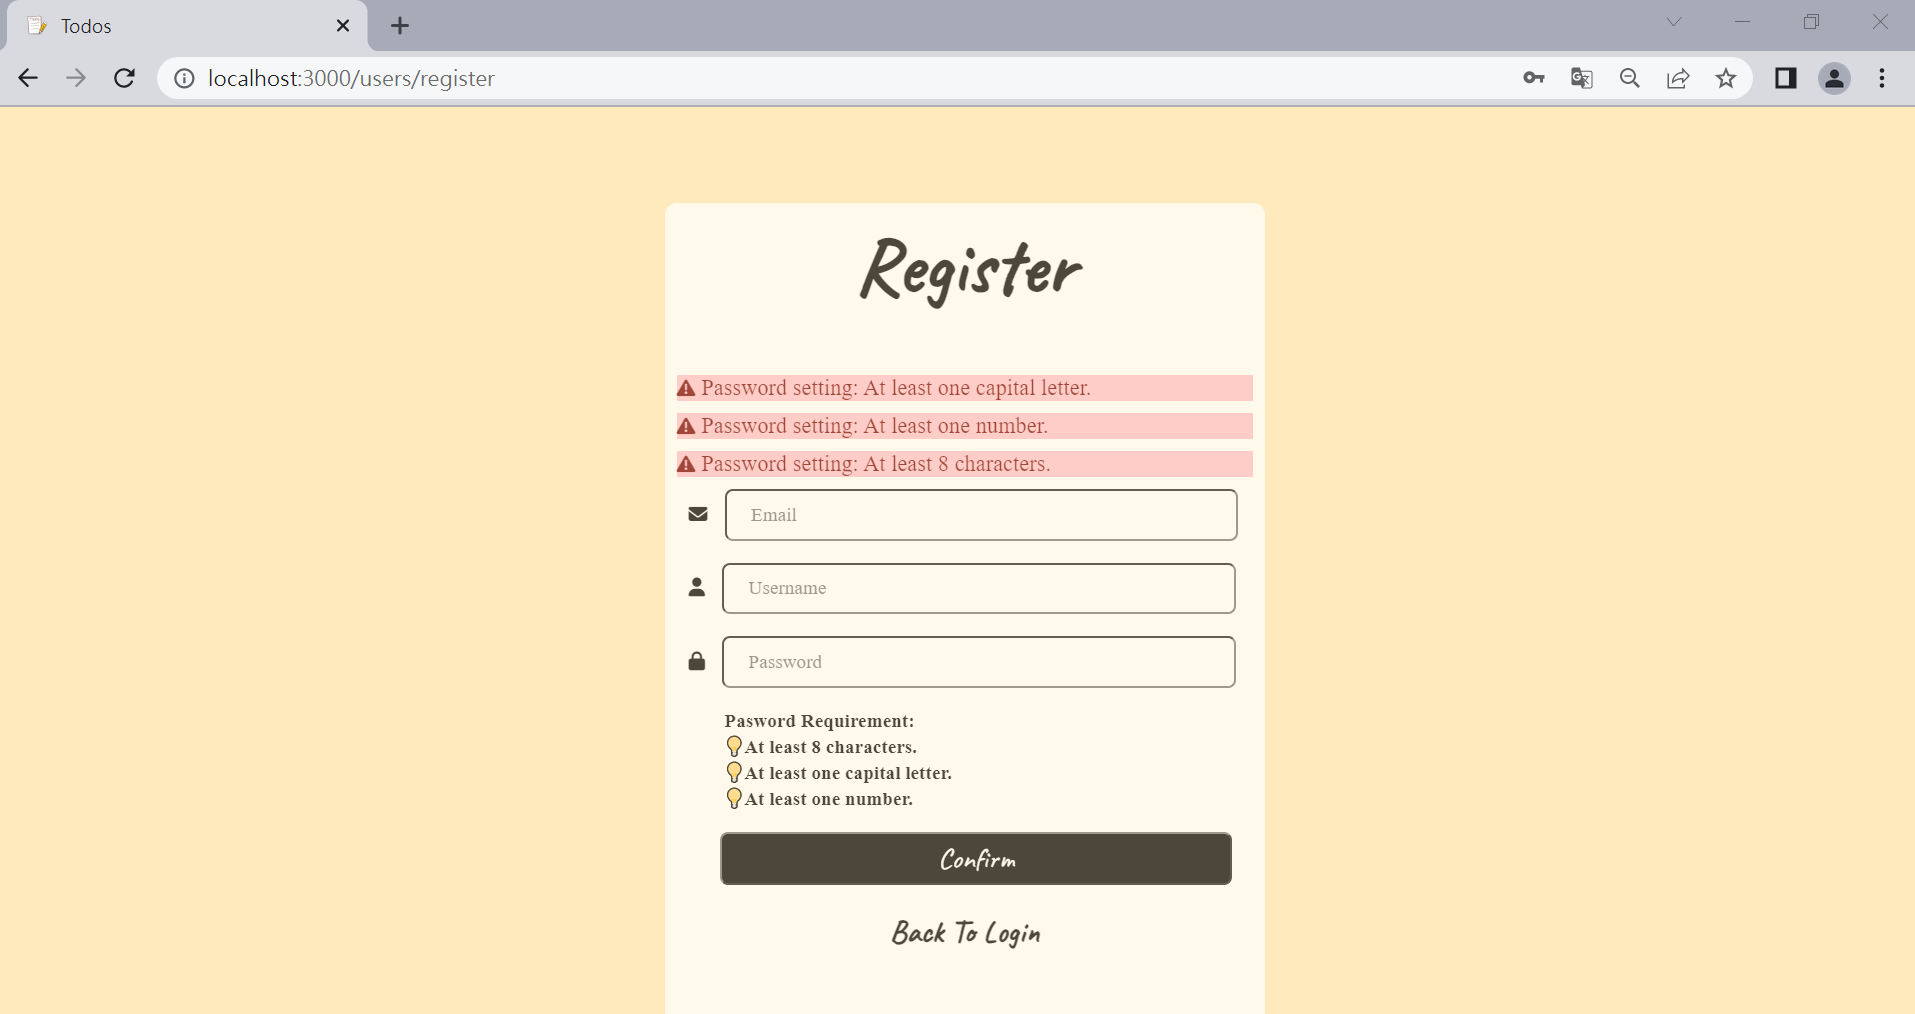 Todos
localhost:3000/users/register
Register
Password setting: At least one capital letter.
Password setting: At least one number.
Password setting: At least 8 characters.
Email
Username
Password
Pasword Requirement:
At least 8 characters.
At least one capital letter.
At least one number.
Confirm
Back To Login